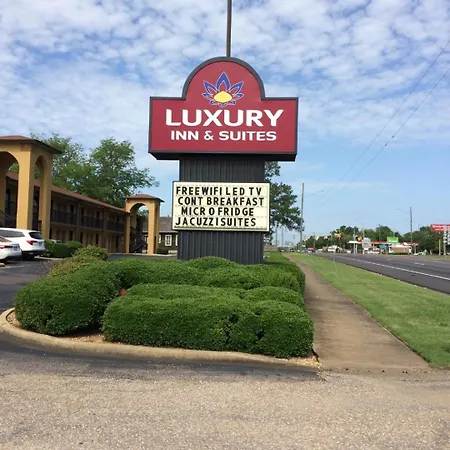 LUXURY
INN & SUITES
FREEWIFI LED TV
CONT BREAKFAST
MICRO FRIDGE
JACUZZI SUITES